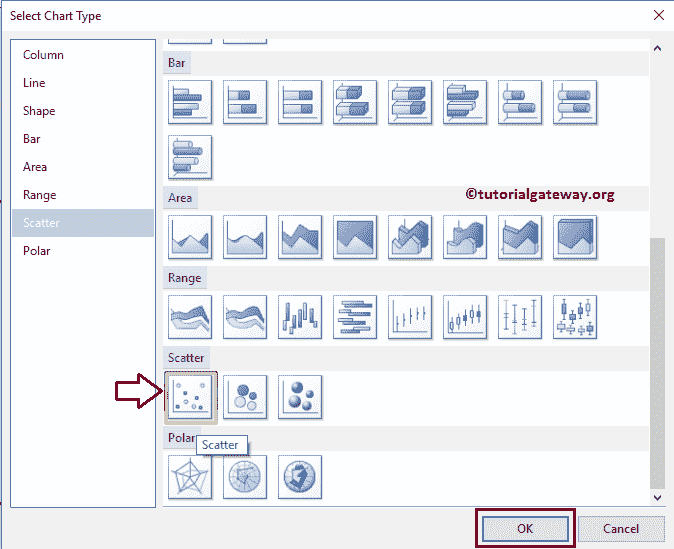 Select Chart Type
Column
Line
Shape
Bar
Area
Range
Scatter
Polar
Bar
©tutorialgateway.org
Area
Range
Scatter
Polar
Scatter
OK
Cancel